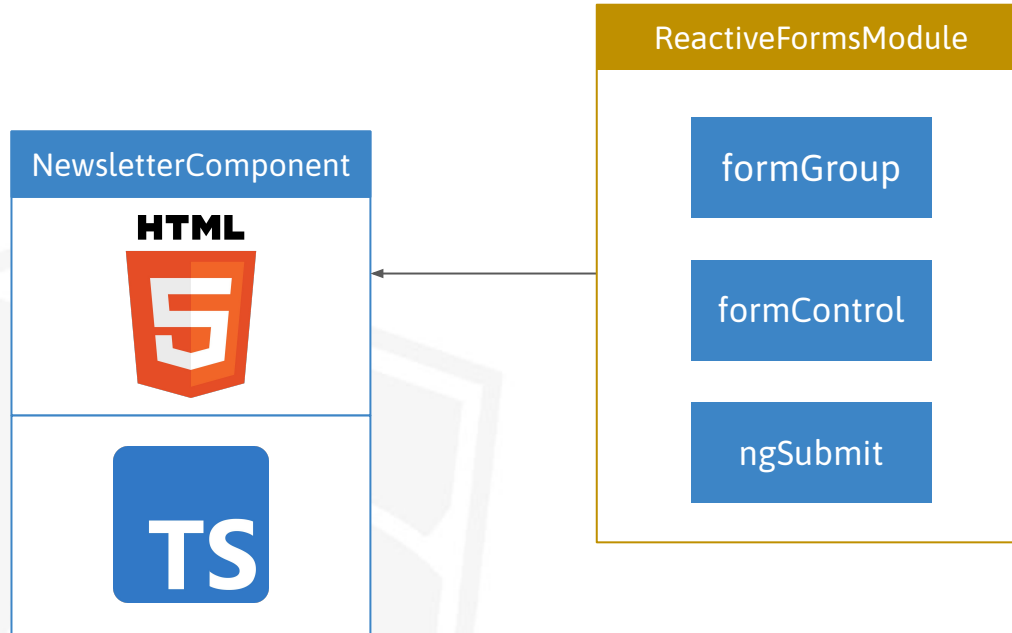 ReactiveFormsModule
NewsletterComponent
HTML
5
TS
formGroup
formControl
ngSubmit